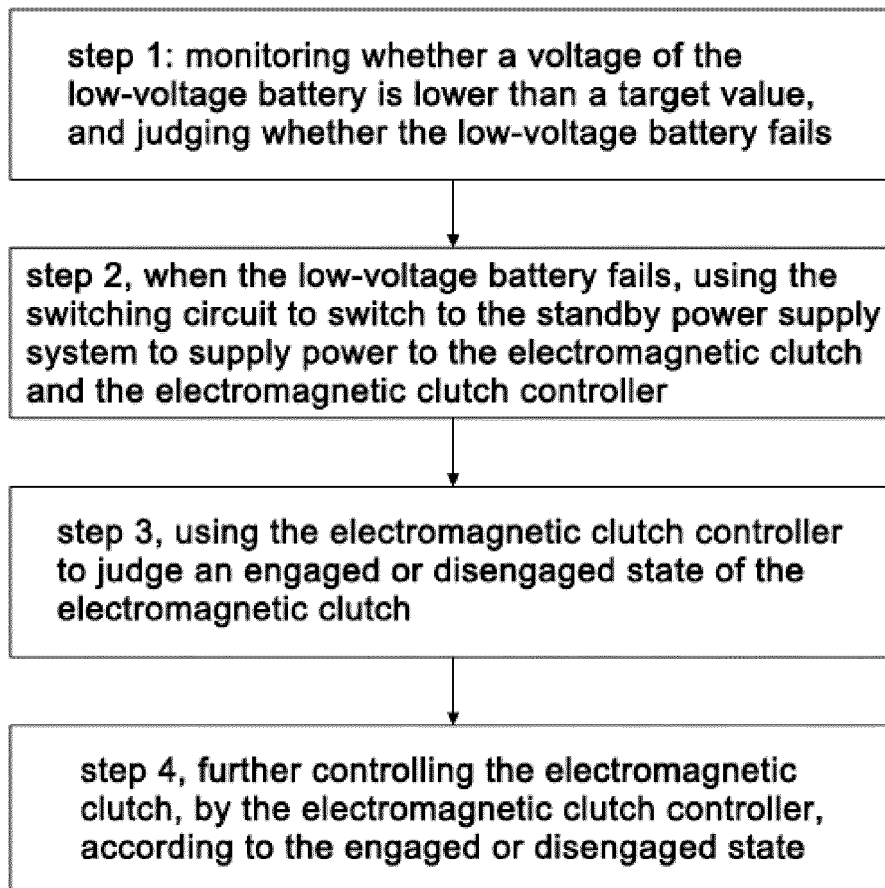 step 1: monitoring whether a voltage of the
low-voltage battery is lower than a target value,
and judging whether the low-voltage battery fails
step 2, when the low-voltage battery fails, using the
switching circuit to switch to the standby power supply
system to supply power to the electromagnetic clutch
and the electromagnetic clutch controller
step 3, using the electromagnetic clutch controller
to judge an engaged or disengaged state of the
electromagnetic clutch
step 4, further controlling the electromagnetic
clutch, by the electromagnetic clutch controller,
according to the engaged or disengaged state